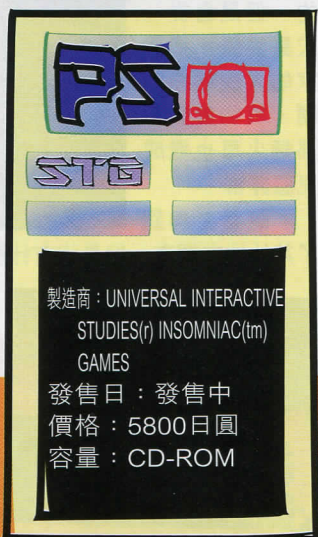 PS
STG
製造商：UNIVERSAL INTERACTIVE
STUDIES(r) INSOMNIAC(tm)
GAMES
發售日：發售中
價格：5800日圓
容量：CD-ROM